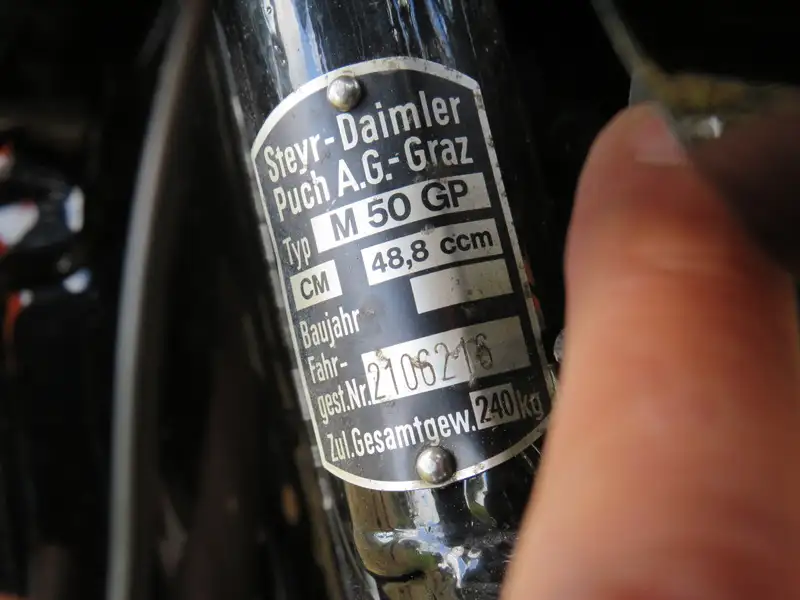 Steyr-Daimler
Puch A.G.-Graz
Typ M 50 GP
CM 48,8 ccm
Baujahr
Fahr-
gest.Nr. 2106216
Zul.Gesamtgew. 240 kg